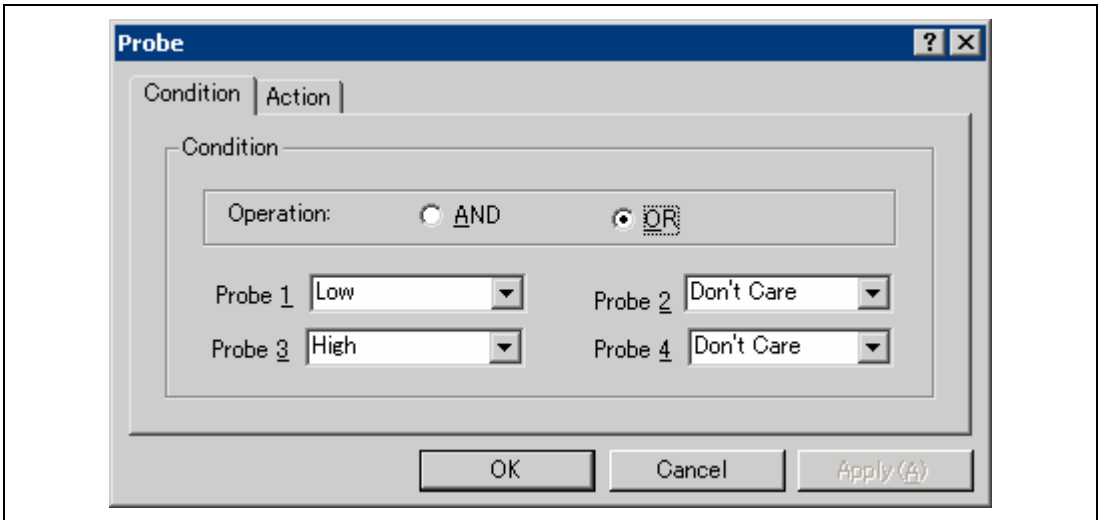 Probe
Condition Action
Condition
Operation: AND OR
Probe 1 Low Probe 2 Don't Care
Probe 3 High Probe 4 Don't Care
OK Cancel Apply(A)